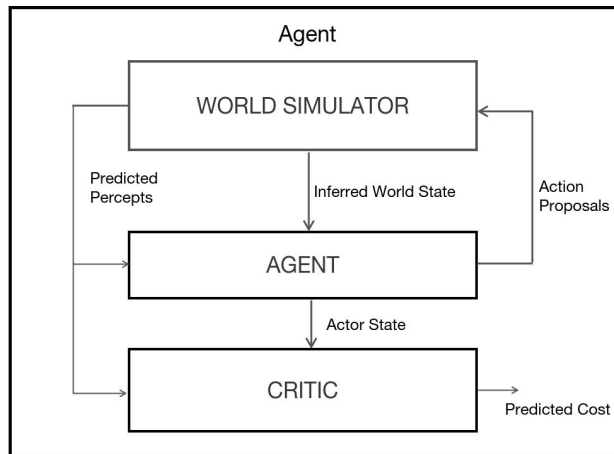 Agent
WORLD SIMULATOR
Predicted
Percepts
Inferred World State
Action
Proposals
AGENT
Actor State
CRITIC
Predicted Cost